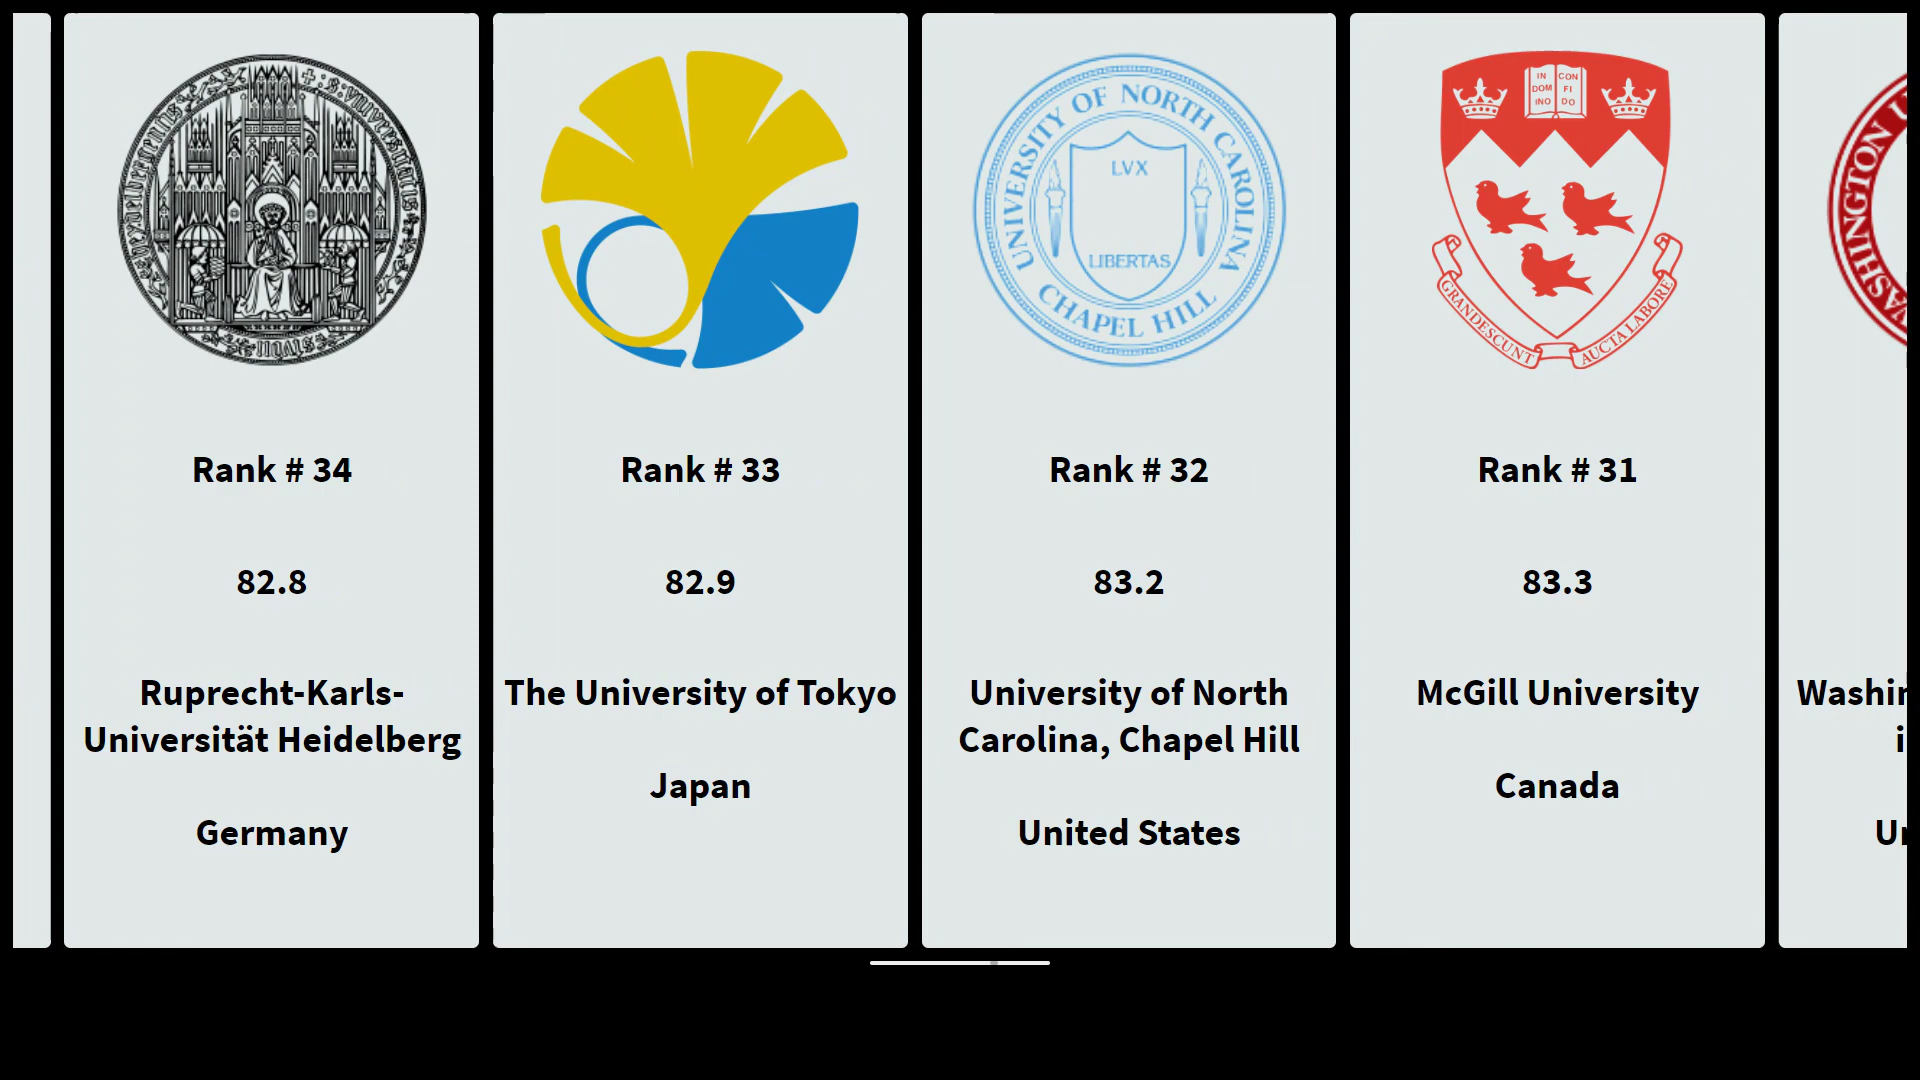 UNIVERSITY OF NORTH CAROLINA
LVX
LIBERTAS
CHAPEL HILL
IN
DOM
INO
CON
FI
DO
GRANDESCUNT
AUCTA LABORE
Rank # 34
82.8
Ruprecht-Karls-
Universität Heidelberg
Germany
Rank # 33
82.9
The University of Tokyo
Japan
Rank # 32
83.2
University of North
Carolina, Chapel Hill
United States
Rank # 31
83.3
McGill University
Canada